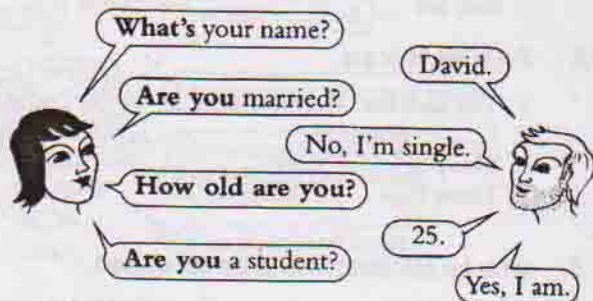 What's your name?
David.
Are you married?
No, I'm single.
How old are you?
25.
Are you a student?
Yes, I am.